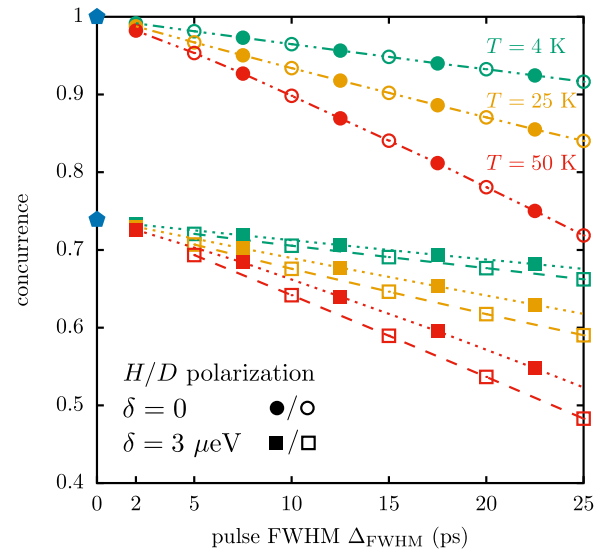 1
0.9
0.8
0.7
0.6
0.5
0.4
concurrence
T = 4 K
T = 25 K
T = 50 K
H/D polarization
δ = 0 ●/○
δ = 3 μeV ■/□
0 2 5 10 15 20 25
pulse FWHM Δ_FWHM (ps)